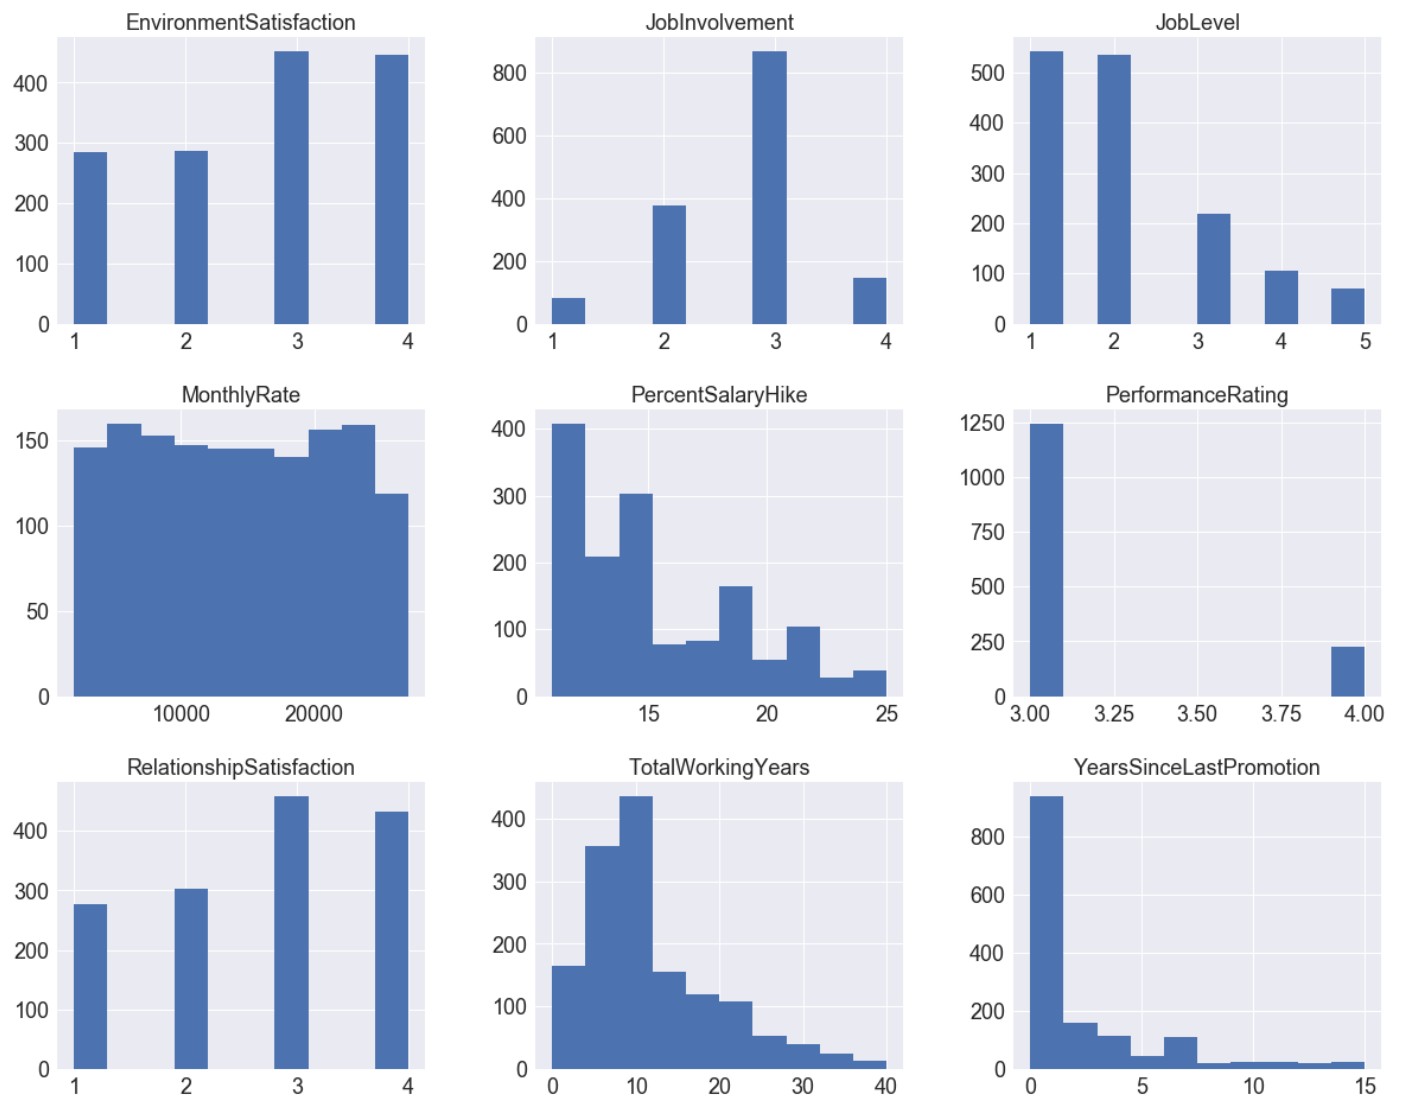 EnvironmentSatisfaction
400
300
200
100
0
1 2 3 4
JobInvolvement
800
600
400
200
0
1 2 3 4
JobLevel
500
400
300
200
100
0
1 2 3 4 5
MonthlyRate
150
100
50
0
10000 20000
PercentSalaryHike
400
300
200
100
0
15 20 25
PerformanceRating
1250
1000
750
500
250
0
3.00 3.25 3.50 3.75 4.00
RelationshipSatisfaction
400
300
200
100
0
1 2 3 4
TotalWorkingYears
400
300
200
100
0
0 10 20 30 40
YearsSinceLastPromotion
800
600
400
200
0
0 5 10 15